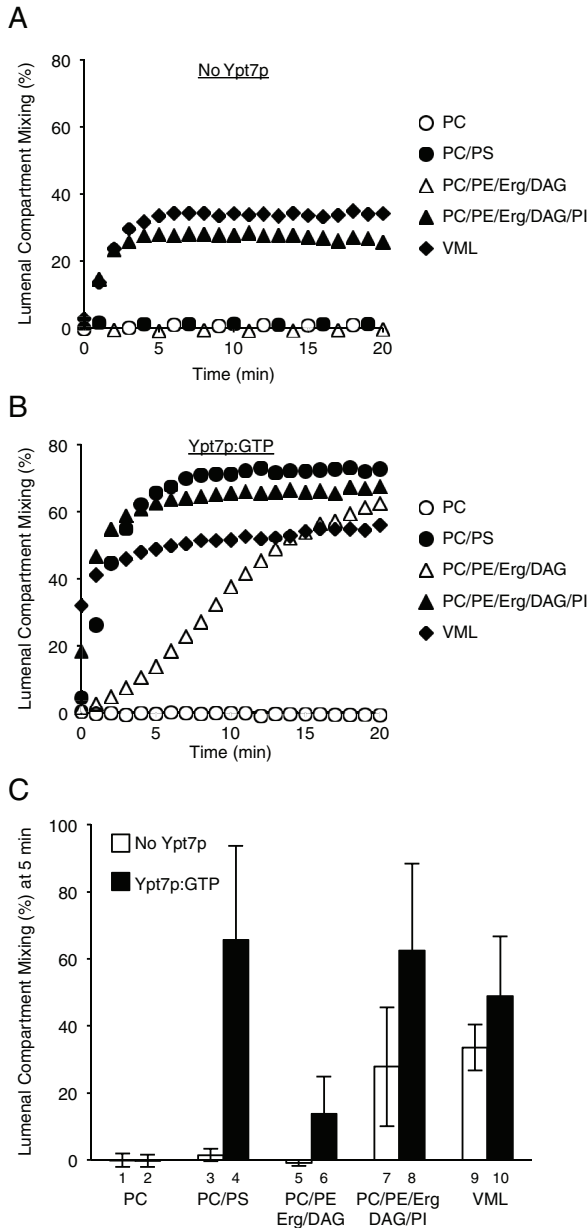 A
No Ypt7p
Lumenal Compartment Mixing (%)
80
60
40
20
0
0
5
10
15
20
Time (min)
PC
PC/PS
PC/PE/Erg/DAG
PC/PE/Erg/DAG/PI
VML
B
Ypt7p:GTP
Lumenal Compartment Mixing (%)
80
60
40
20
0
0
5
10
15
20
Time (min)
PC
PC/PS
PC/PE/Erg/DAG
PC/PE/Erg/DAG/PI
VML
C
Lumenal Compartment Mixing (%) at 5 min
100
80
60
40
20
0
No Ypt7p
Ypt7p:GTP
1 2 3 4 5 6 7 8 9 10
PC PC/PS PC/PE PC/PE/Erg VML
Erg/DAG DAG/PI